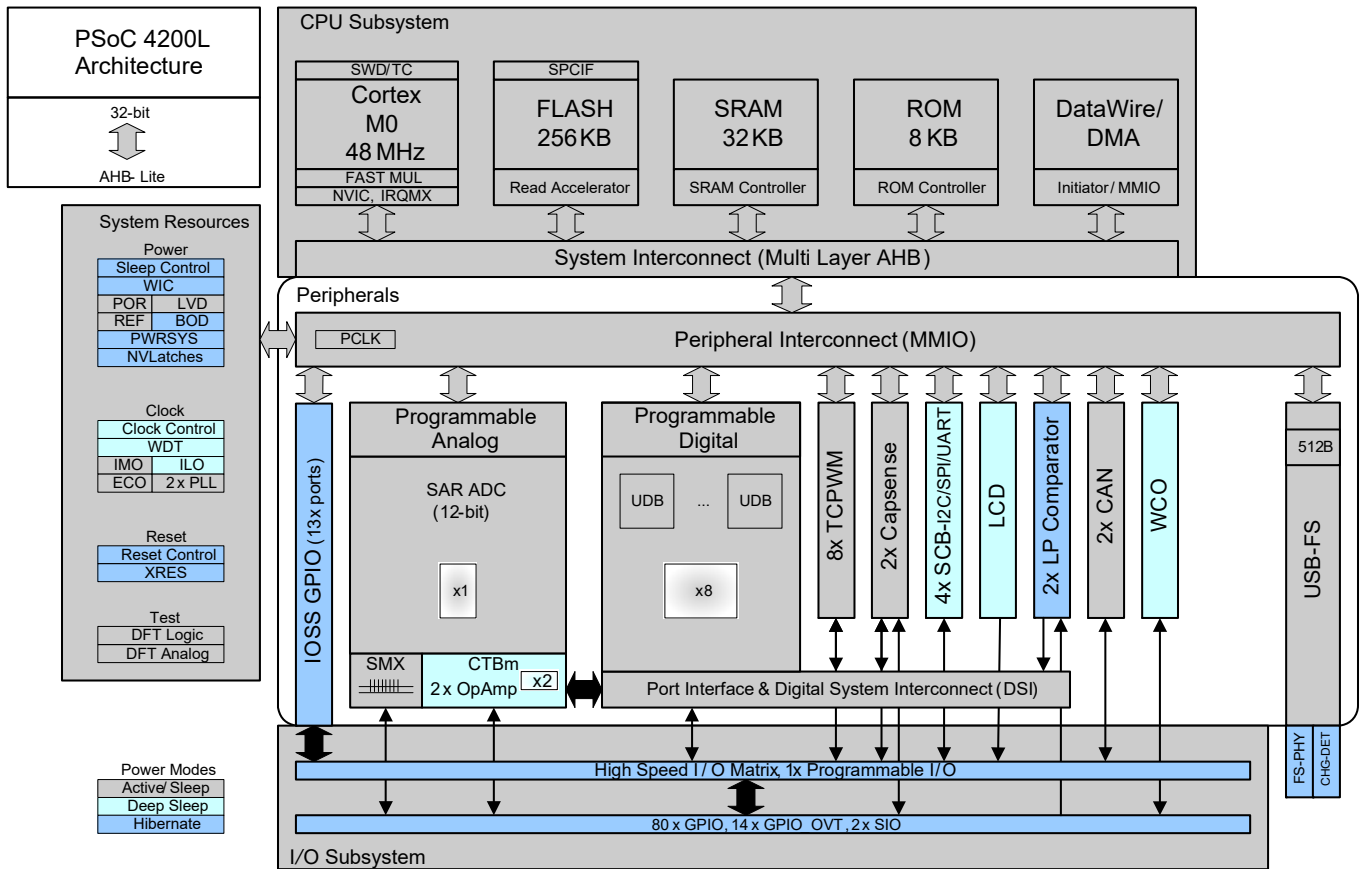 PSoC 4200L
Architecture
32-bit
AHB- Lite
CPU Subsystem
SWD/TC
Cortex
M0
48 MHz
FAST MUL
NVIC, IRQMX
SPCIF
FLASH
256 KB
Read Accelerator
SRAM
32 KB
SRAM Controller
ROM
8 KB
ROM Controller
DataWire/
DMA
Initiator/ MMIO
System Interconnect (Multi Layer AHB)
System Resources
Power
Sleep Control
WIC
POR LVD
REF BOD
PWRSYS
NVLatches
Clock
Clock Control
WDT
IMO ILO
ECO 2x PLL
Reset
Reset Control
XRES
Test
DFT Logic
DFT Analog
Peripherals
PCLK
Peripheral Interconnect (MMIO)
IOSS GPIO (13x ports)
Programmable
Analog
SAR ADC
(12-bit)
x1
SMX
CTBm
2x OpAmp
x2
Programmable
Digital
UDB ... UDB
x8
8x TCPWM
2x Capsense
4x SCB-I2C/SPI/UART
LCD
2x LP Comparator
2x CAN
WCO
512B
USB-FS
Port Interface & Digital System Interconnect (DSI)
FS-PHY
CHG-DET
Power Modes
Active/ Sleep
Deep Sleep
Hibernate
High Speed I / O Matrix, 1x Programmable I / O
80 x GPIO, 14 x GPIO OVT, 2 x SIO
I/O Subsystem